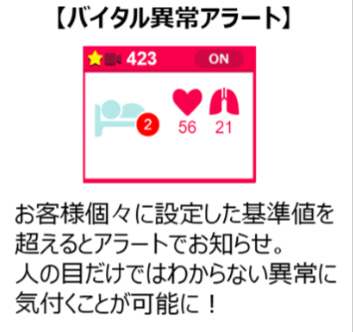 【バイタル異常アラート】
423 ON
2
56 21
お客様個々に設定した基準値を
超えるとアラートでお知らせ。
人の目だけではわからない異常に
気付くことが可能に！